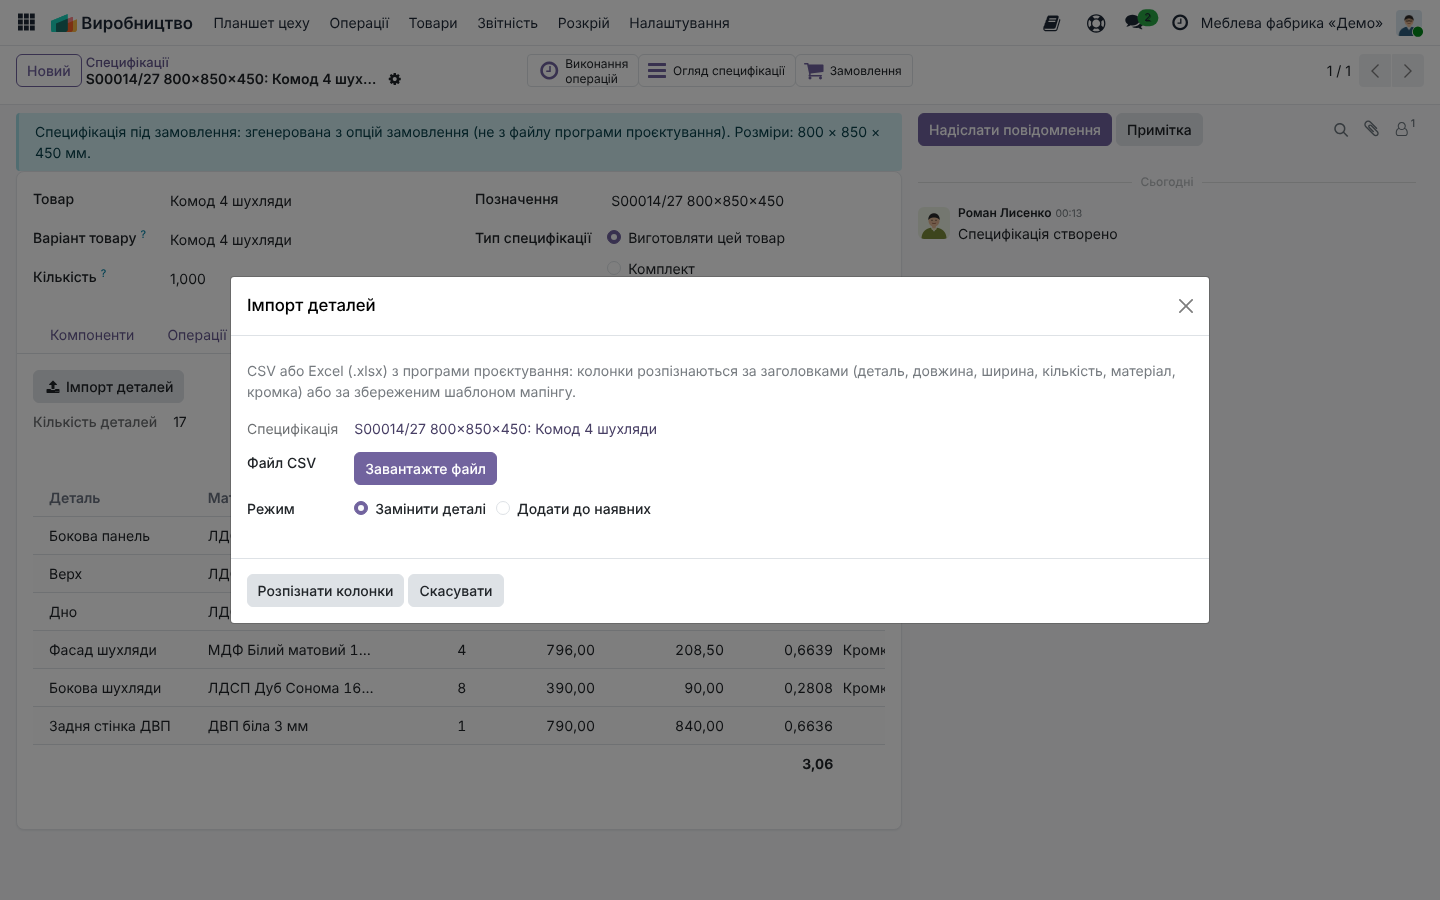 Виробництво
Планшет цеху
Операції
Товари
Звітність
Розкрій
Налаштування
2
Меблева фабрика «Демо»
Новий
Специфікації
S00014/27 800×850×450: Комод 4 шух...
Виконання
операцій
Огляд специфікації
Замовлення
1 / 1
Специфікація під замовлення: згенерована з опцій замовлення (не з файлу програми проєктування). Розміри: 800 × 850 ×
450 мм.
Надіслати повідомлення
Примітка
1
Сьогодні
Роман Лисенко 00:13
Специфікація створено
Товар
Комод 4 шухляди
Позначення
S00014/27 800×850×450
Варіант товару ?
Комод 4 шухляди
Тип специфікації
Виготовляти цей товар
Комплект
Кількість ?
1,000
Компоненти
Операції
Імпорт деталей
Кількість деталей 17
Імпорт деталей
CSV або Excel (.xlsx) з програми проєктування: колонки розпізнаються за заголовками (деталь, довжина, ширина, кількість, матеріал,
кромка) або за збереженим шаблоном мапінгу.
Специфікація
S00014/27 800×850×450: Комод 4 шухляди
Файл CSV
Завантажте файл
Режим
Замінити деталі
Додати до наявних
Розпізнати колонки
Скасувати
Деталь
Бокова панель
Верх
Дно
Фасад шухляди МДФ Білий матовий 1... 4 796,00 208,50 0,6639
Бокова шухляди ЛДСП Дуб Сонома 16... 8 390,00 90,00 0,2808
Задня стінка ДВП ДВП біла 3 мм 1 790,00 840,00 0,6636
3,06